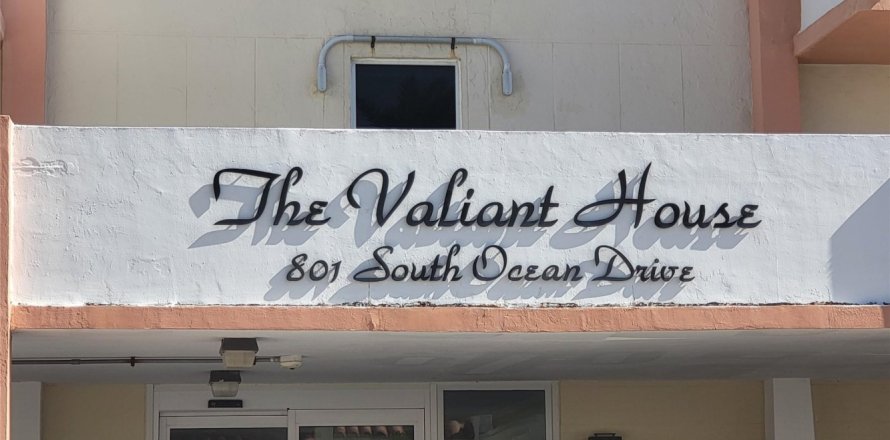 The Valiant House
801 South Ocean Drive